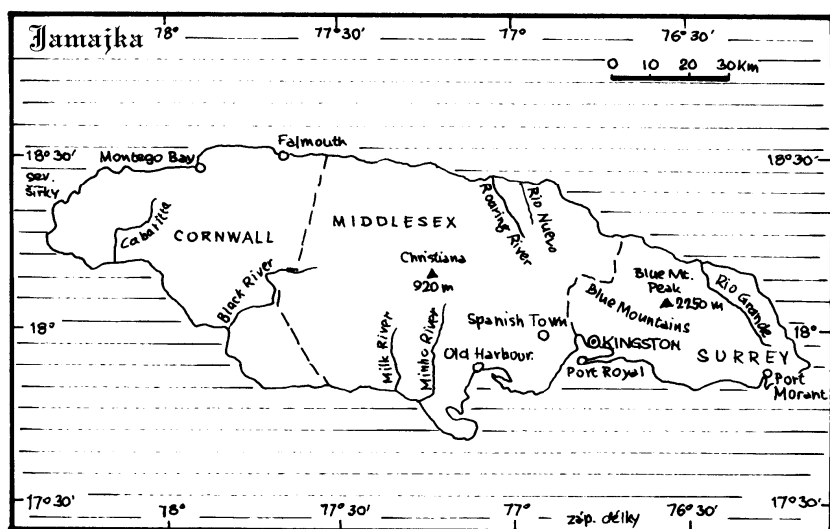 Jamajka
78°
77°30'
77°
76°30'
0 10 20 30Km
18°30'
18°30'
sev.
šířky
Montego Bay
Falmouth
Cabaritta
CORNWALL
MIDDLESEX
Roaring River
Rio Nuevo
Christiana
920 m
Black River
Blue Mt.
Peak
2250 m
Rio Grande
Blue Mountains
18°
18°
Spanish Town
KINGSTON
SURREY
Milk River
Minho River
Old Harbour.
Port Royal
Port
Morant
17°30'
78°
77°30'
77°
záp. délky
76°30'
17°30'